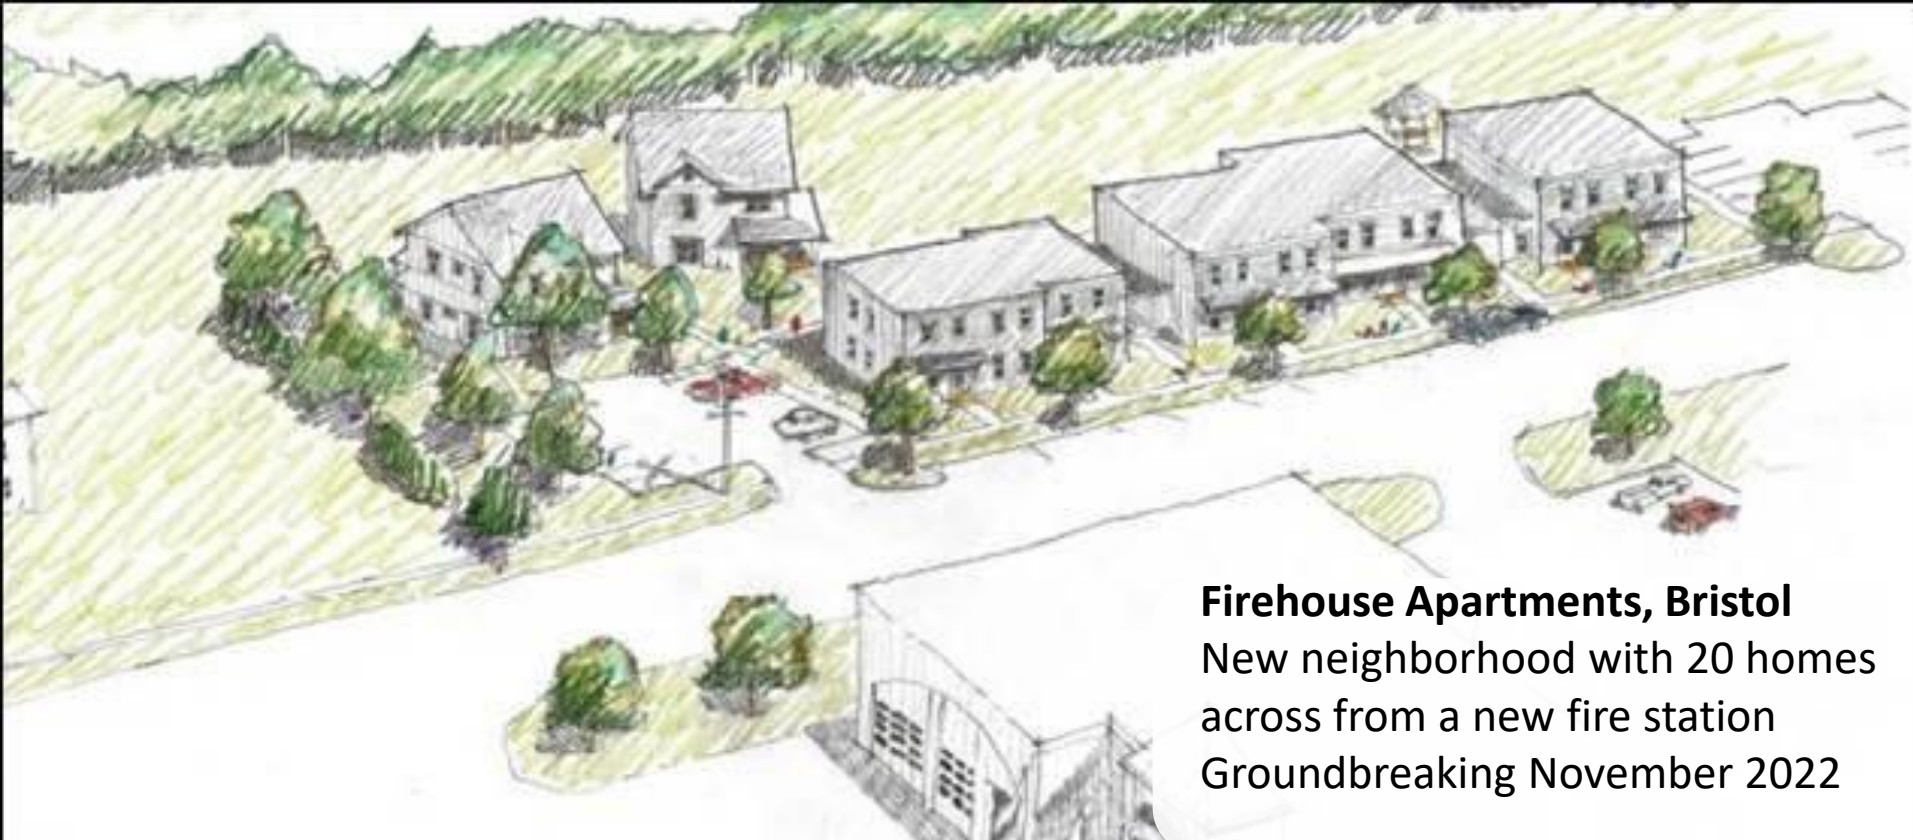 Firehouse Apartments, Bristol
New neighborhood with 20 homes
across from a new fire station
Groundbreaking November 2022